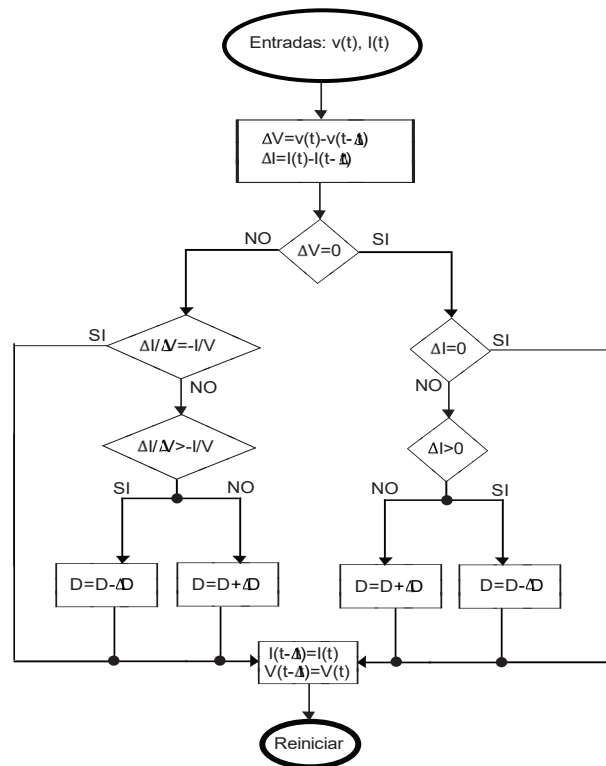 Entradas: v(t), I(t)
ΔV=v(t)-v(t-Δt)
ΔI=I(t)-I(t-Δt)
ΔV=0
NO
SI
ΔI/ΔV=-I/V
SI
NO
ΔI=0
SI
NO
ΔI/ΔV>-I/V
SI
NO
ΔI>0
NO
SI
D=D-ΔD
D=D+ΔD
D=D+ΔD
D=D-ΔD
I(t-Δt)=I(t)
V(t-Δt)=V(t)
Reiniciar